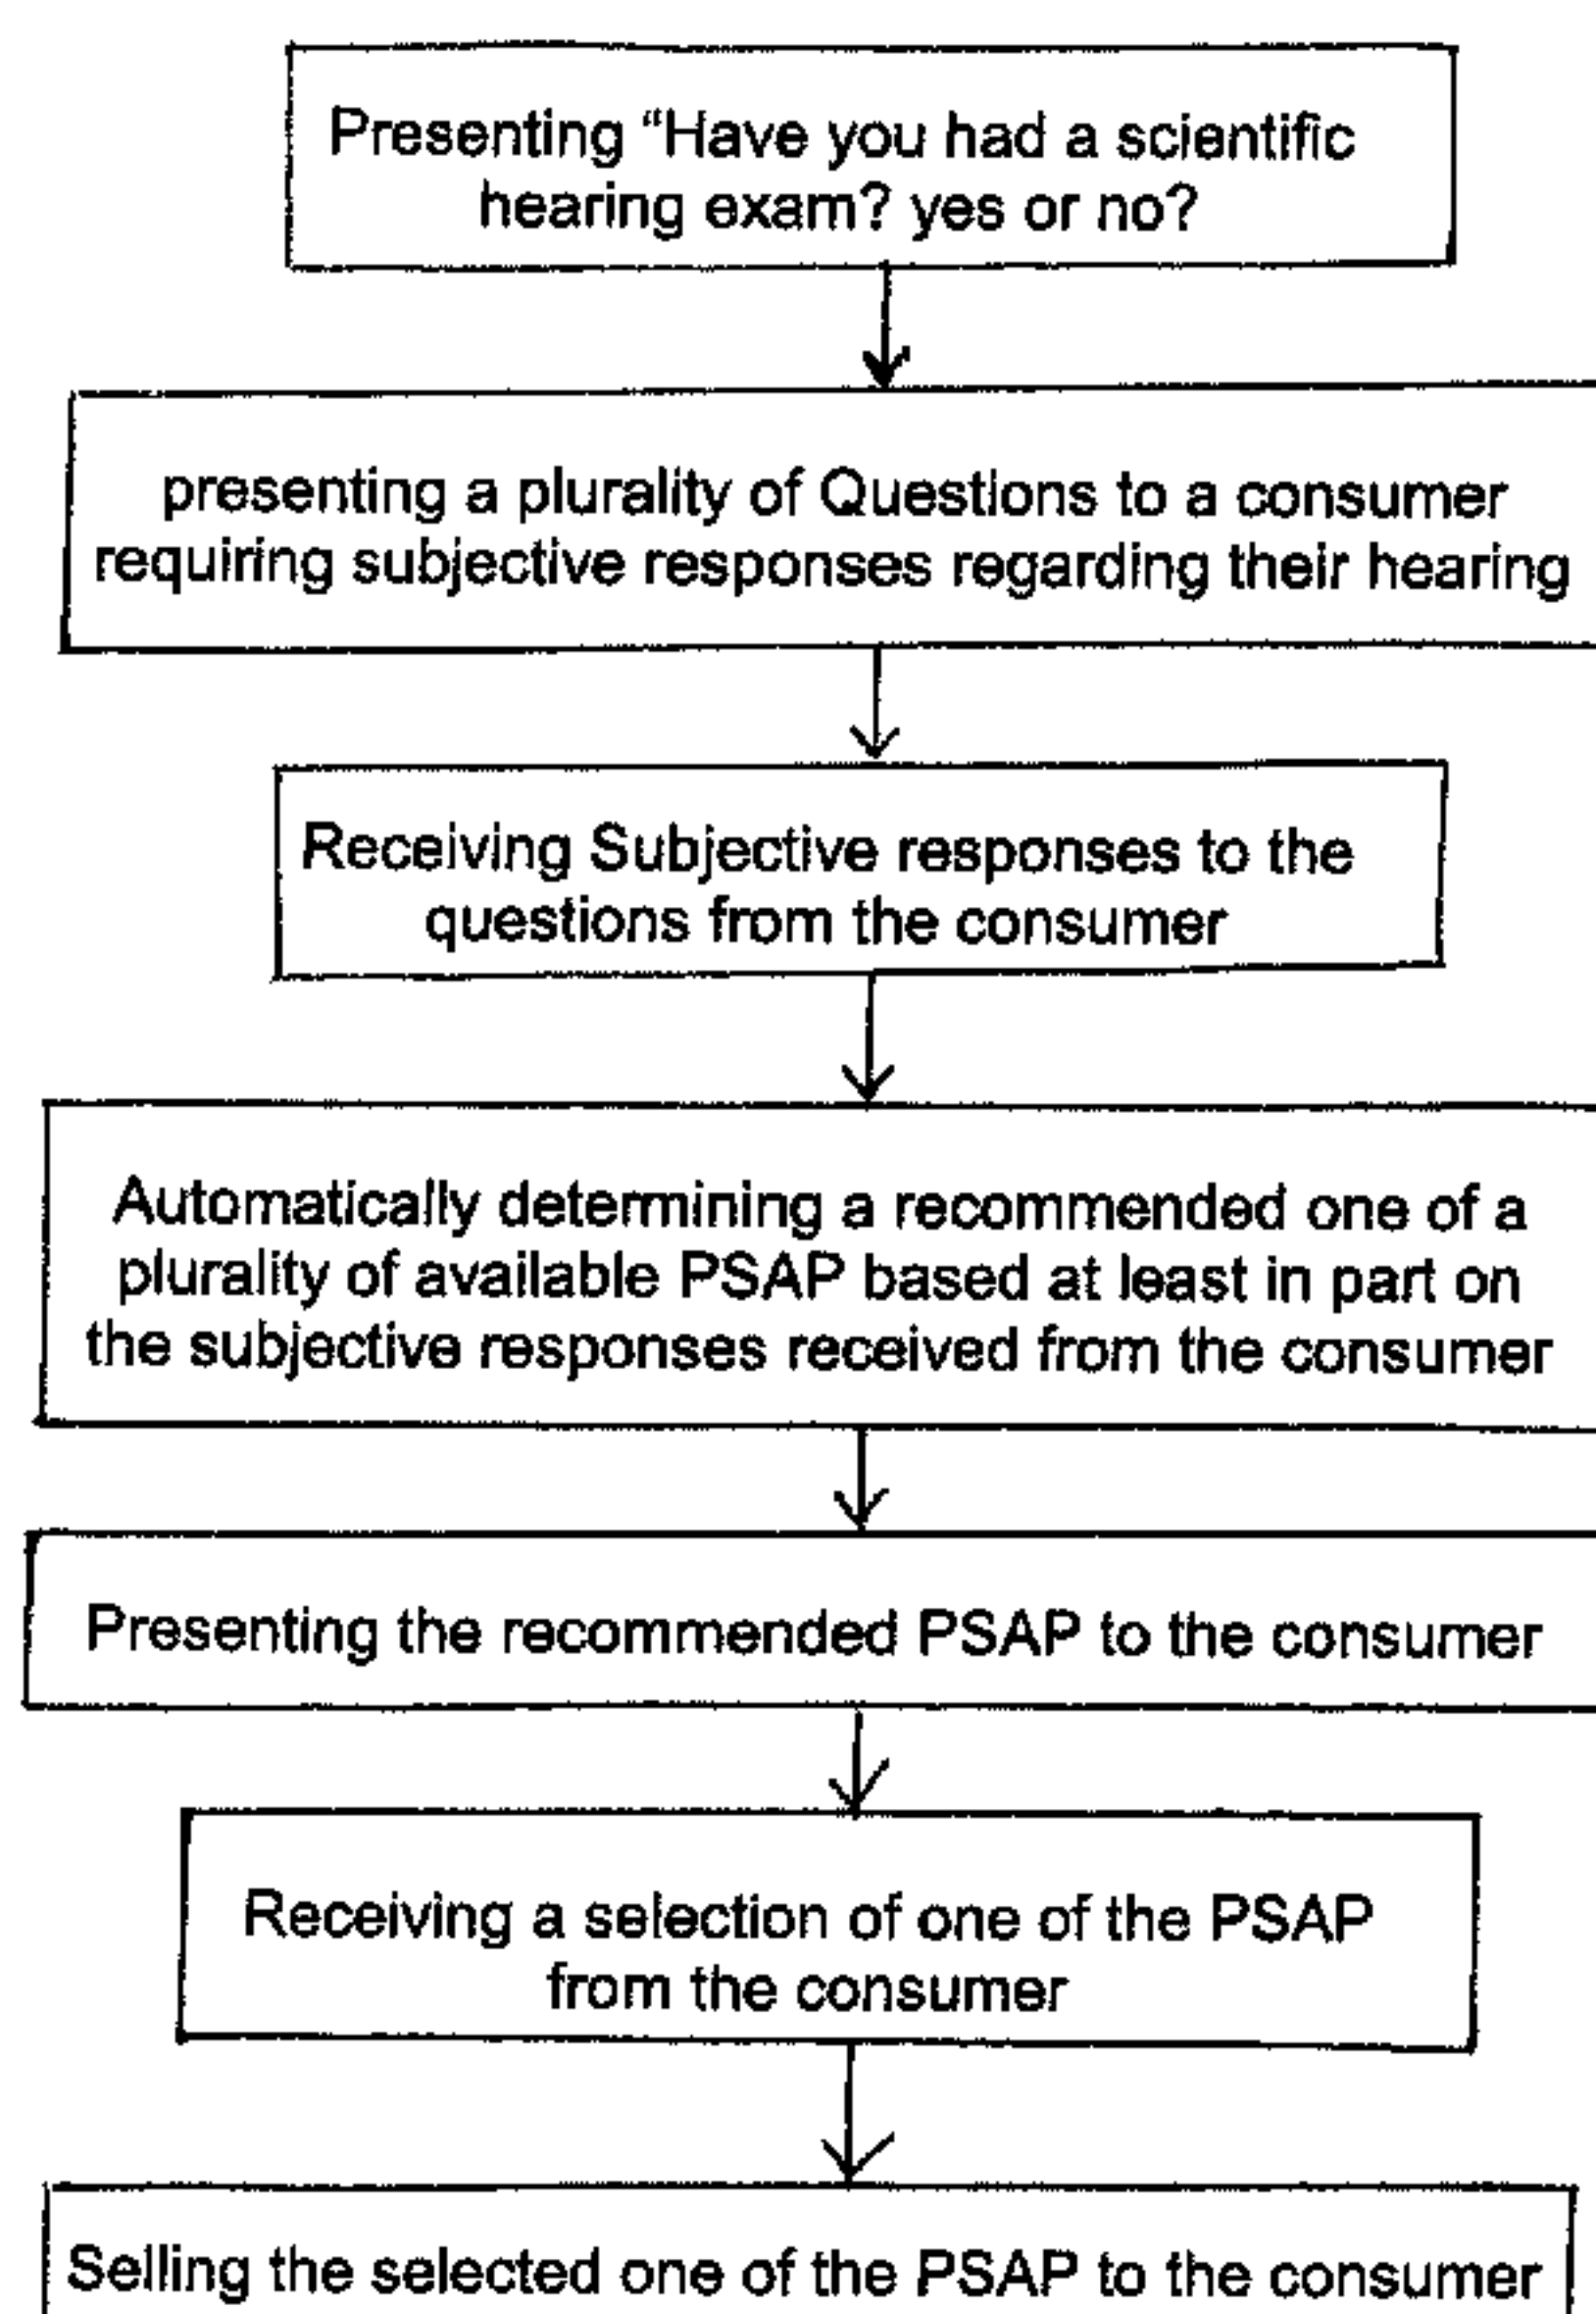 Presenting “Have you had a scientific
hearing exam? yes or no?
presenting a plurality of Questions to a consumer
requiring subjective responses regarding their hearing
Receiving Subjective responses to the
questions from the consumer
Automatically determining a recommended one of a
plurality of available PSAP based at least in part on
the subjective responses received from the consumer
Presenting the recommended PSAP to the consumer
Receiving a selection of one of the PSAP
from the consumer
Selling the selected one of the PSAP to the consumer